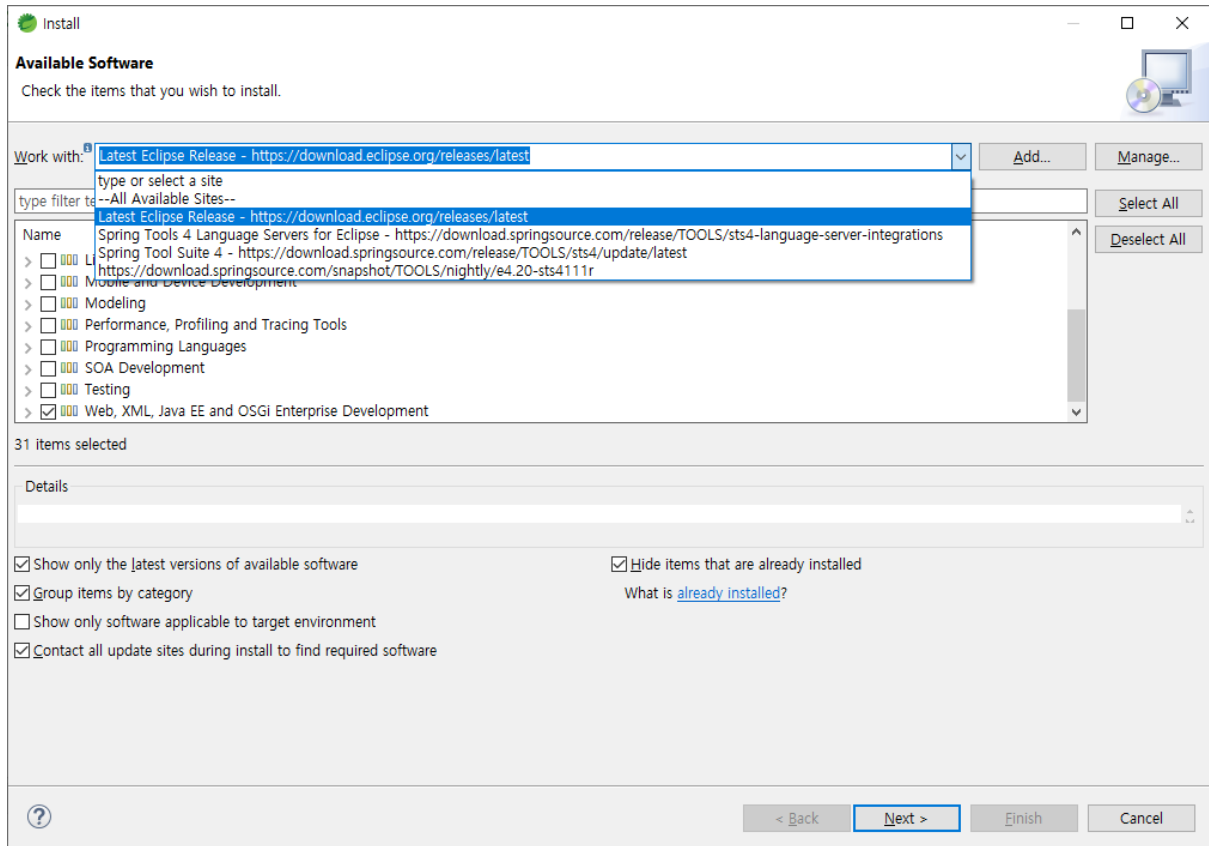 Install
Available Software
Check the items that you wish to install.
Work with: Latest Eclipse Release - https://download.eclipse.org/releases/latest Add... Manage...
type or select a site
--All Available Sites--
Latest Eclipse Release - https://download.eclipse.org/releases/latest
Spring Tools 4 Language Servers for Eclipse - https://download.springsource.com/release/TOOLS/sts4-language-server-integrations
Spring Tool Suite 4 - https://download.springsource.com/release/TOOLS/sts4/update/latest
https://download.springsource.com/snapshot/TOOLS/nightly/e4.20-sts4111r
type filter te
Select All
Name
Deselect All
Mobile and Device Development
Modeling
Performance, Profiling and Tracing Tools
Programming Languages
SOA Development
Testing
Web, XML, Java EE and OSGi Enterprise Development
31 items selected
Details
Show only the latest versions of available software
Hide items that are already installed
Group items by category
What is already installed?
Show only software applicable to target environment
Contact all update sites during install to find required software
?
< Back Next > Finish Cancel